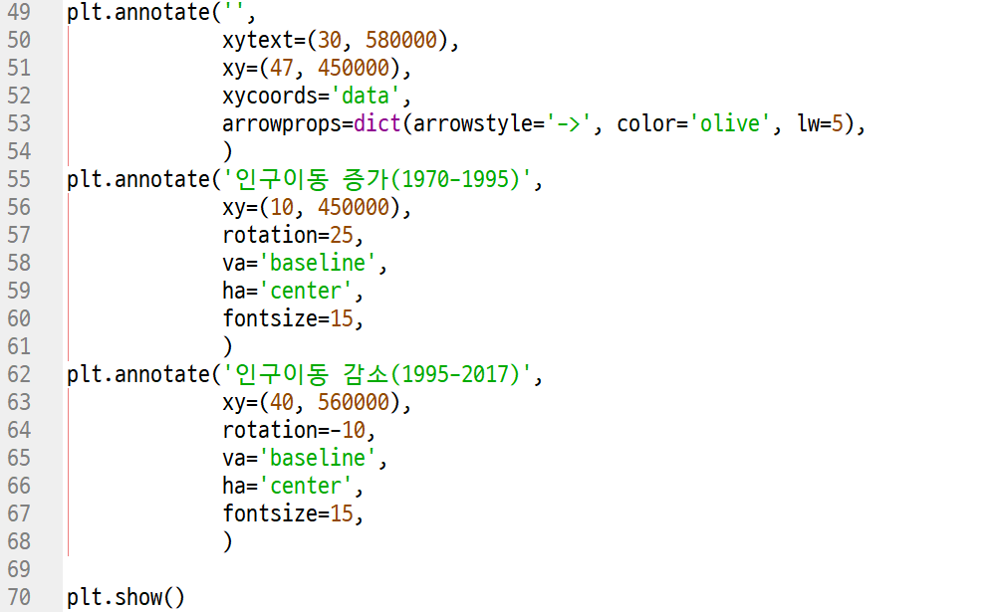 49 plt.annotate('',
50              xytext=(30, 580000),
51              xy=(47, 450000),
52              xycoords='data',
53              arrowprops=dict(arrowstyle='->', color='olive', lw=5),
54              )
55 plt.annotate('인구이동 증가(1970-1995)',
56              xy=(10, 450000),
57              rotation=25,
58              va='baseline',
59              ha='center',
60              fontsize=15,
61              )
62 plt.annotate('인구이동 감소(1995-2017)',
63              xy=(40, 560000),
64              rotation=-10,
65              va='baseline',
66              ha='center',
67              fontsize=15,
68              )
69
70 plt.show()